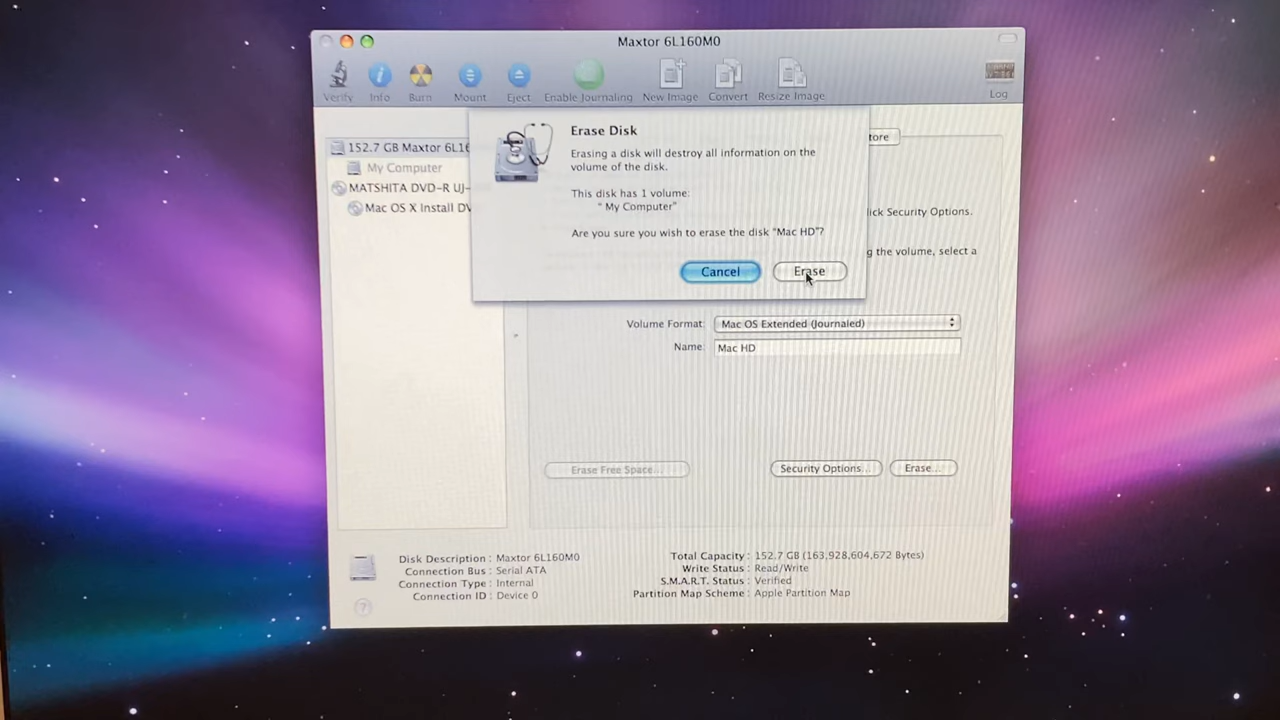 Maxtor 6L160M0
Verify Info Burn Mount Eject Enable Journaling New Image Convert Resize Image Log
152.7 GB Maxtor 6L16
My Computer
MATSHITA DVD-R UJ-
Mac OS X Install DV
tore
Erase Disk
Erasing a disk will destroy all information on the
volume of the disk.
This disk has 1 volume:
" My Computer"
Are you sure you wish to erase the disk "Mac HD"?
Cancel Erase
lick Security Options.
g the volume, select a
Volume Format: Mac OS Extended (Journaled)
Name: Mac HD
Erase Free Space... Security Options... Erase...
Disk Description : Maxtor 6L160M0
Connection Bus : Serial ATA
Connection Type : Internal
Connection ID : Device 0
Total Capacity : 152.7 GB (163,928,604,672 Bytes)
Write Status : Read/Write
S.M.A.R.T. Status : Verified
Partition Map Scheme : Apple Partition Map
?